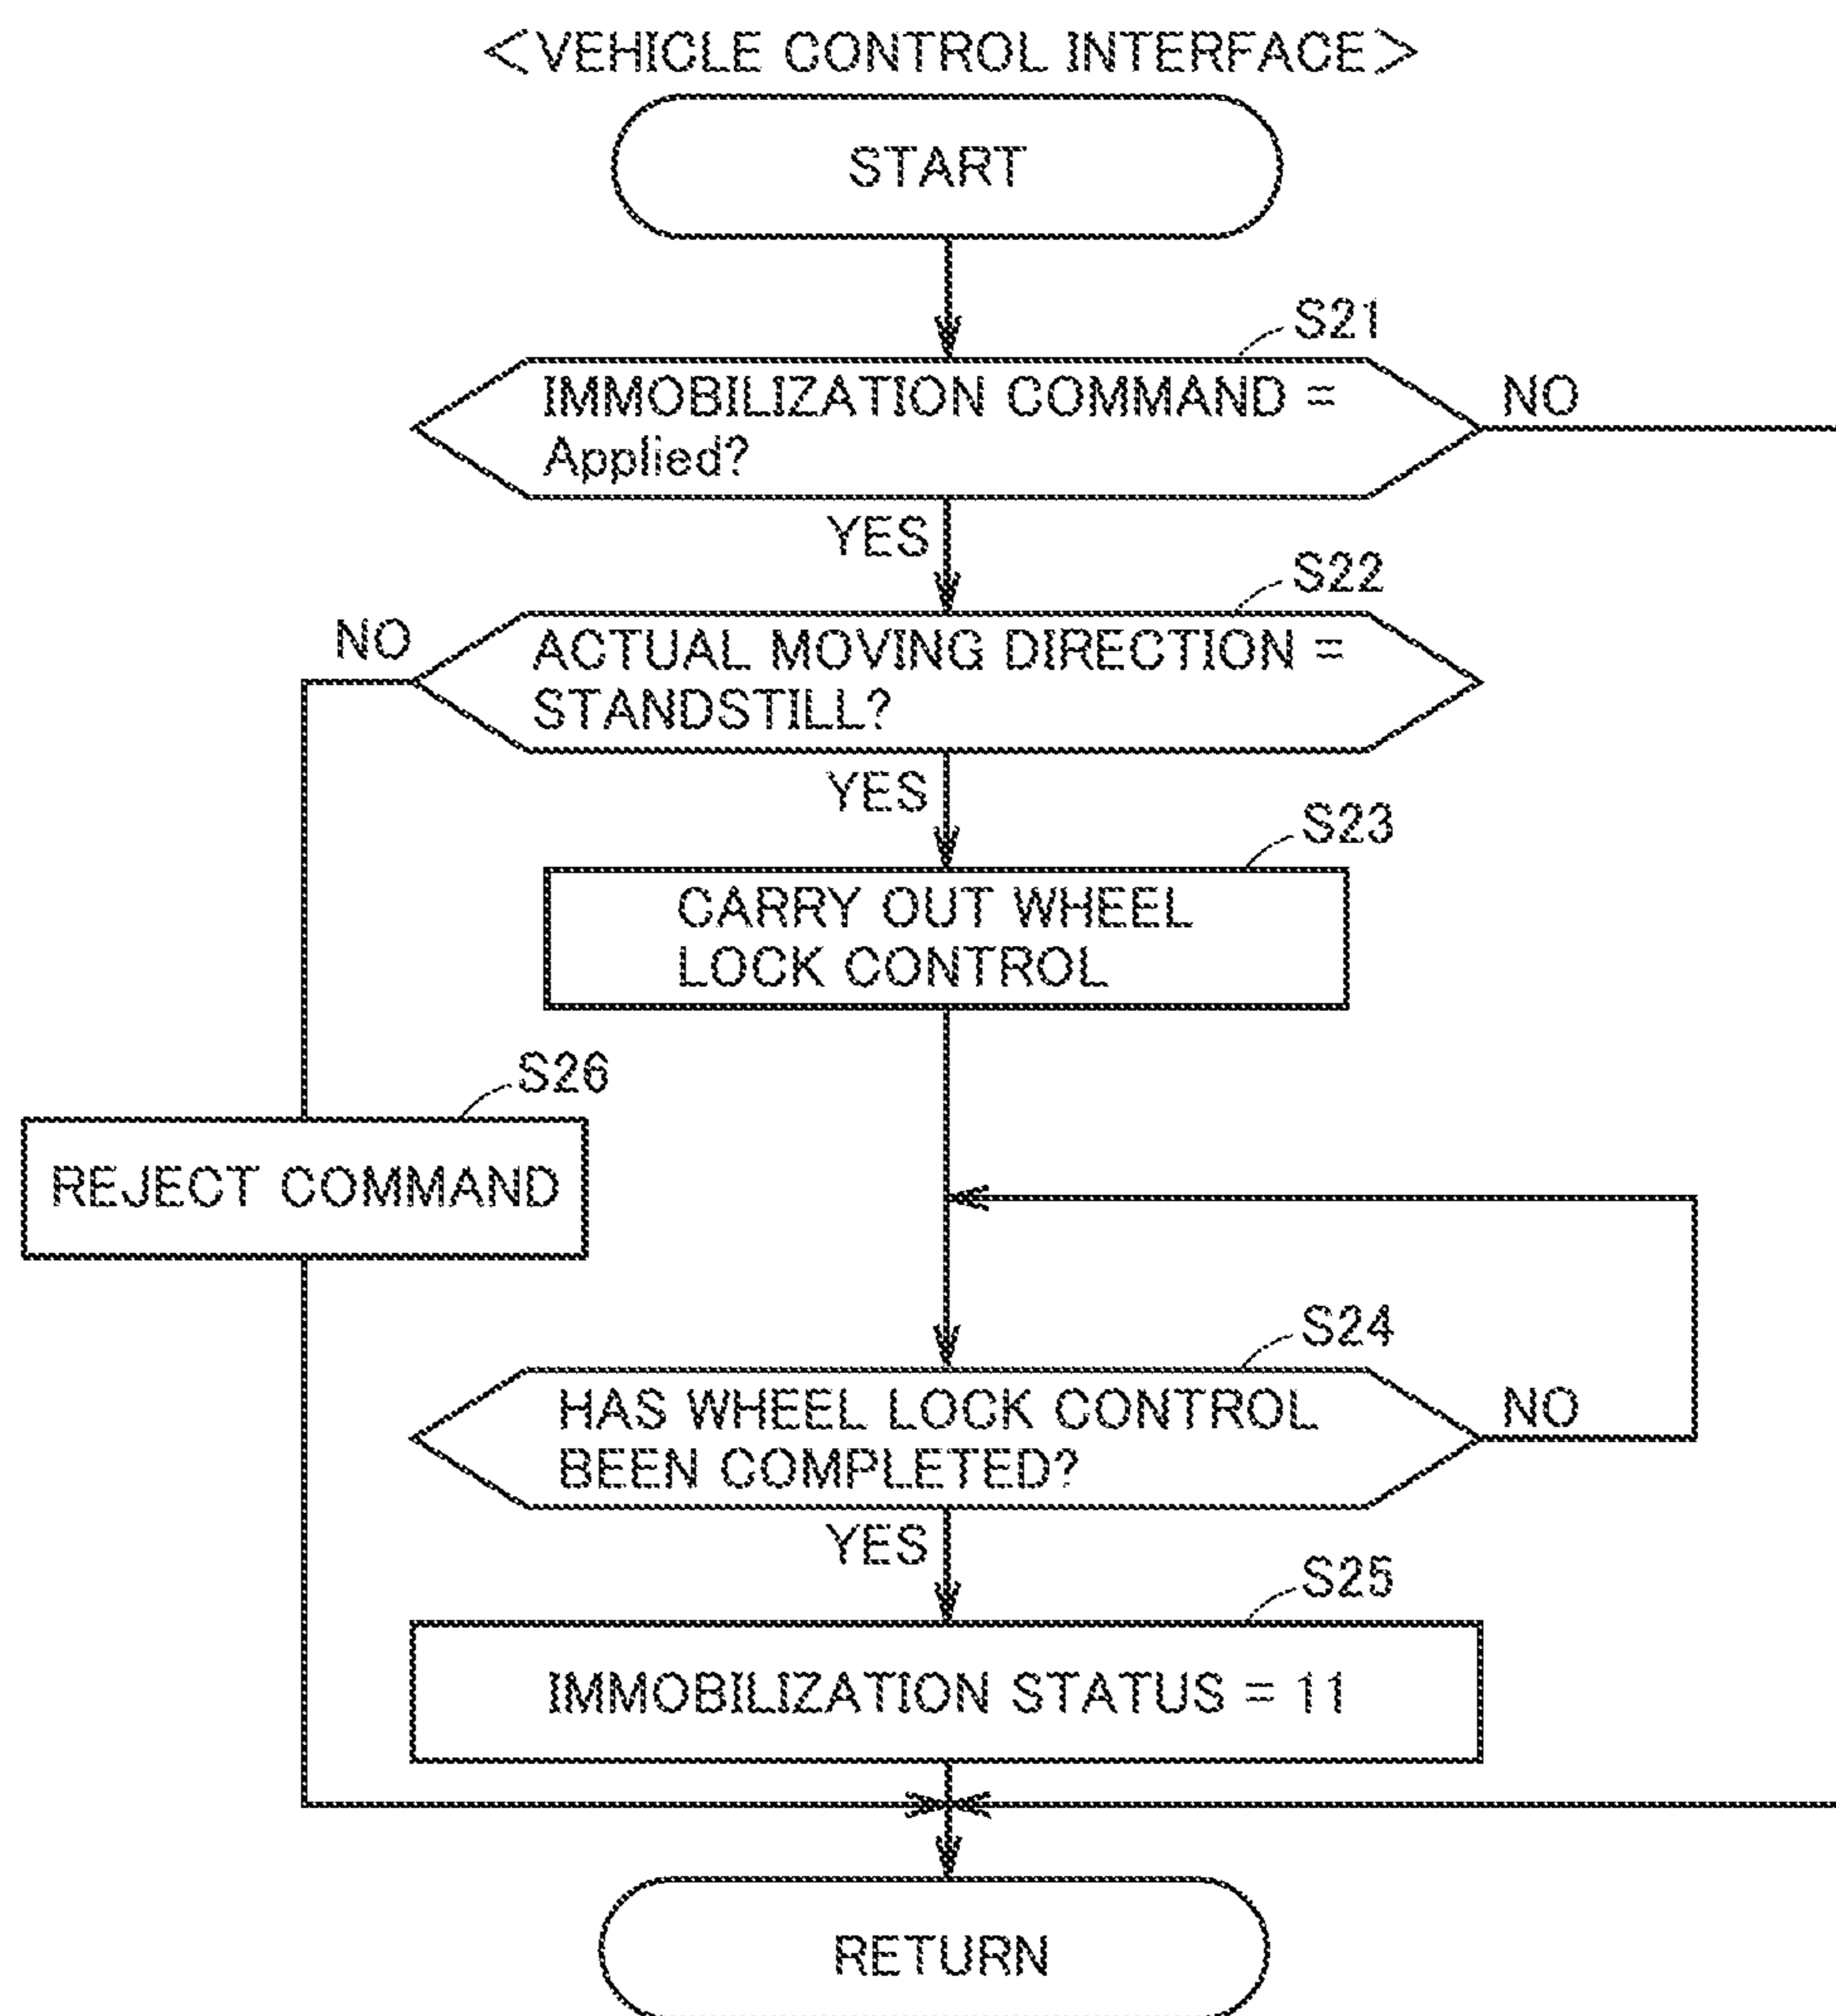 <VEHICLE CONTROL INTERFACE>
START
S21
IMMOBILIZATION COMMAND =
Applied?
NO
YES
S22
NO
ACTUAL MOVING DIRECTION =
STANDSTILL?
YES
S23
CARRY OUT WHEEL
LOCK CONTROL
S26
REJECT COMMAND
S24
HAS WHEEL LOCK CONTROL
BEEN COMPLETED?
NO
YES
S25
IMMOBILIZATION STATUS = 11
RETURN